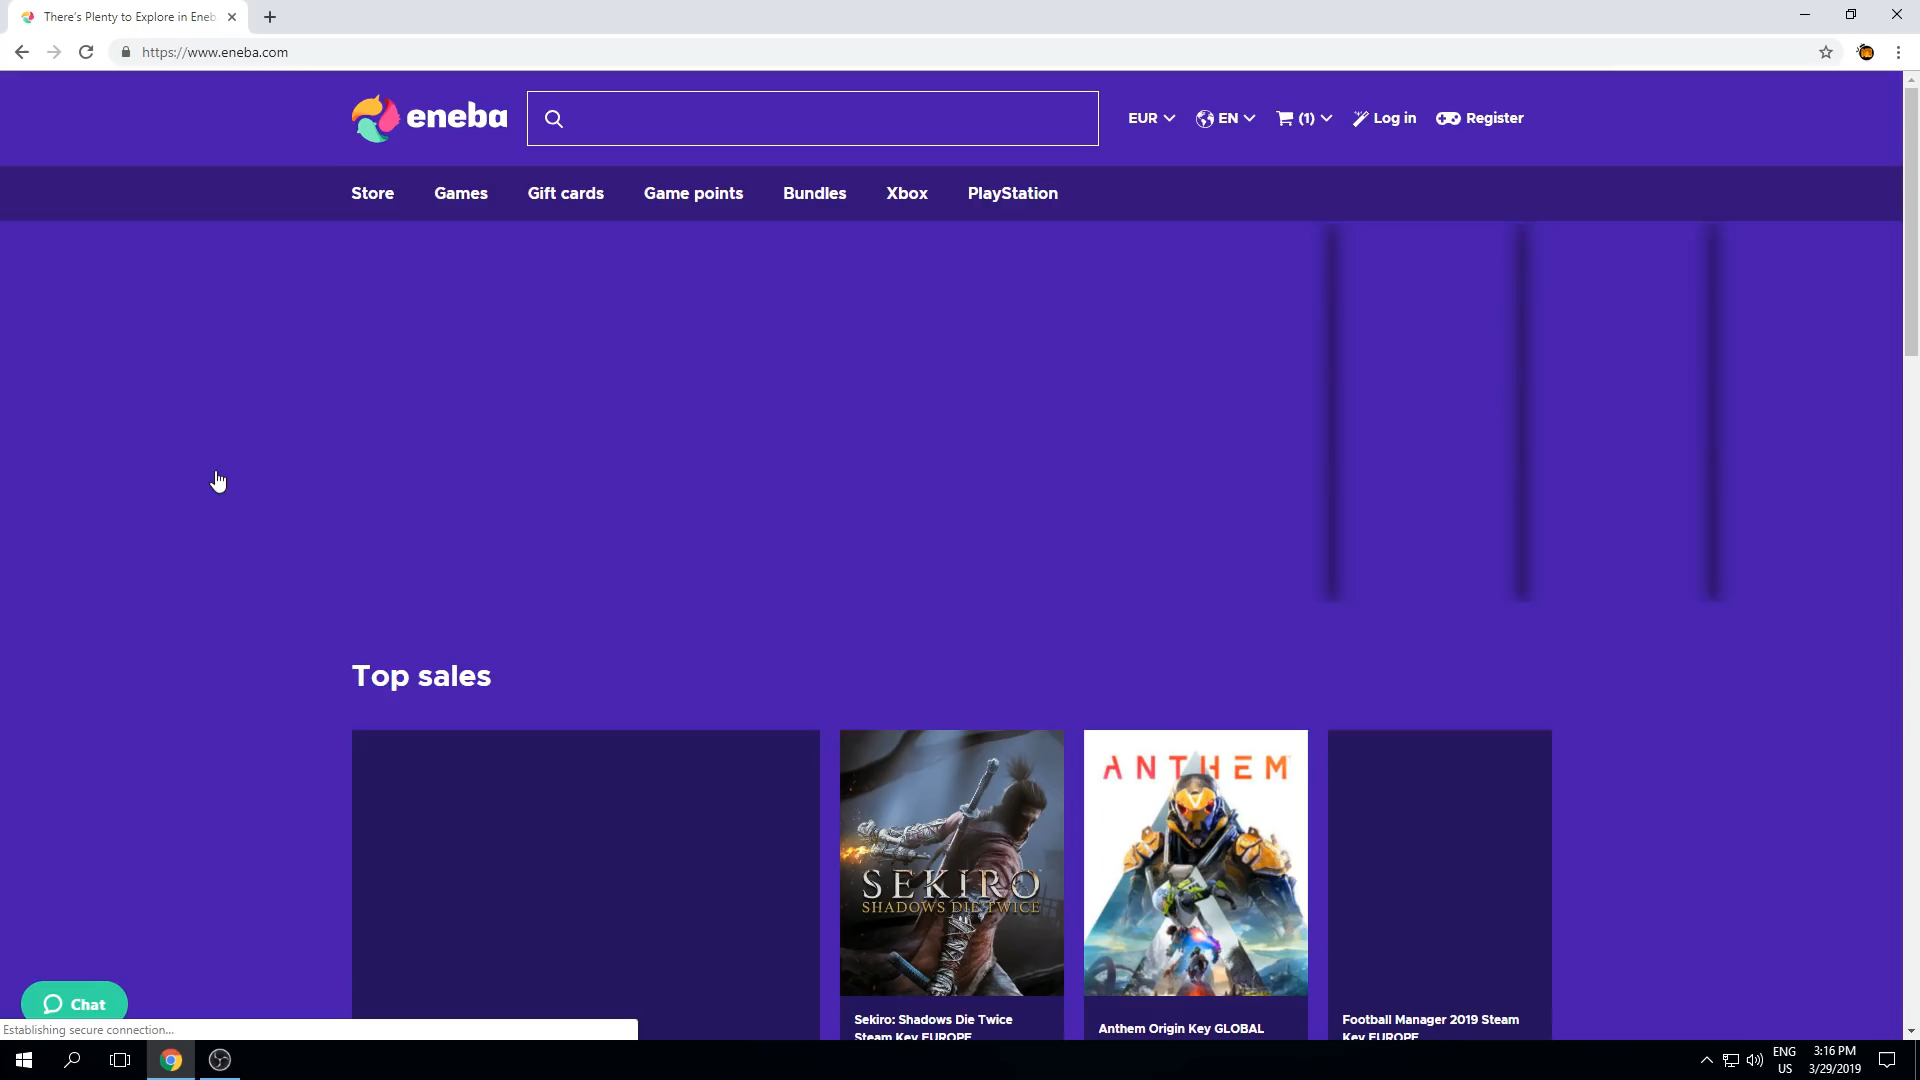 There's Plenty to Explore in Eneb
https://www.eneba.com
eneba
EUR
EN
(1)
Log in
Register
Store
Games
Gift cards
Game points
Bundles
Xbox
PlayStation
Top sales
SEKIRO
SHADOWS DIE TWICE
ANTHEM
Sekiro: Shadows Die Twice
Steam Key EUROPE
Anthem Origin Key GLOBAL
Football Manager 2019 Steam
Key EUROPE
Chat
Establishing secure connection...
ENG
US
3:16 PM
3/29/2019